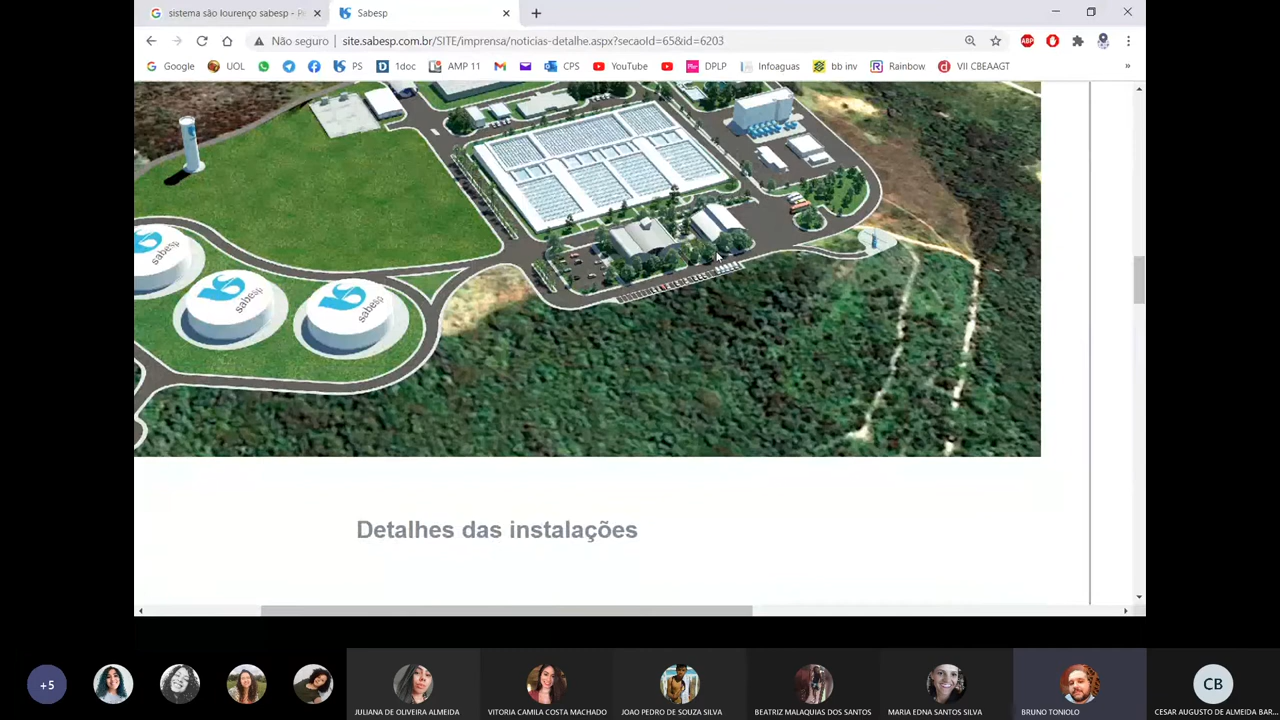 sistema são lourenço sabesp - P
Sabesp
Não seguro
site.sabesp.com.br/SITE/imprensa/noticias-detalhe.aspx?secaoId=65&id=6203
ABP
Google
UOL
PS
1doc
AMP 11
CPS
YouTube
DPLP
Infoaguas
bb inv
Rainbow
VII CBEAAGT
»
sabesp
sabesp
sabesp
Detalhes das instalações
+5
CB
JULIANA DE OLIVEIRA ALMEIDA
VITORIA CAMILA COSTA MACHADO
JOAO PEDRO DE SOUZA SILVA
BEATRIZ MALAQUIAS DOS SANTOS
MARIA EDNA SANTOS SILVA
BRUNO TONIOLO
CESAR AUGUSTO DE ALMEIDA BAR...